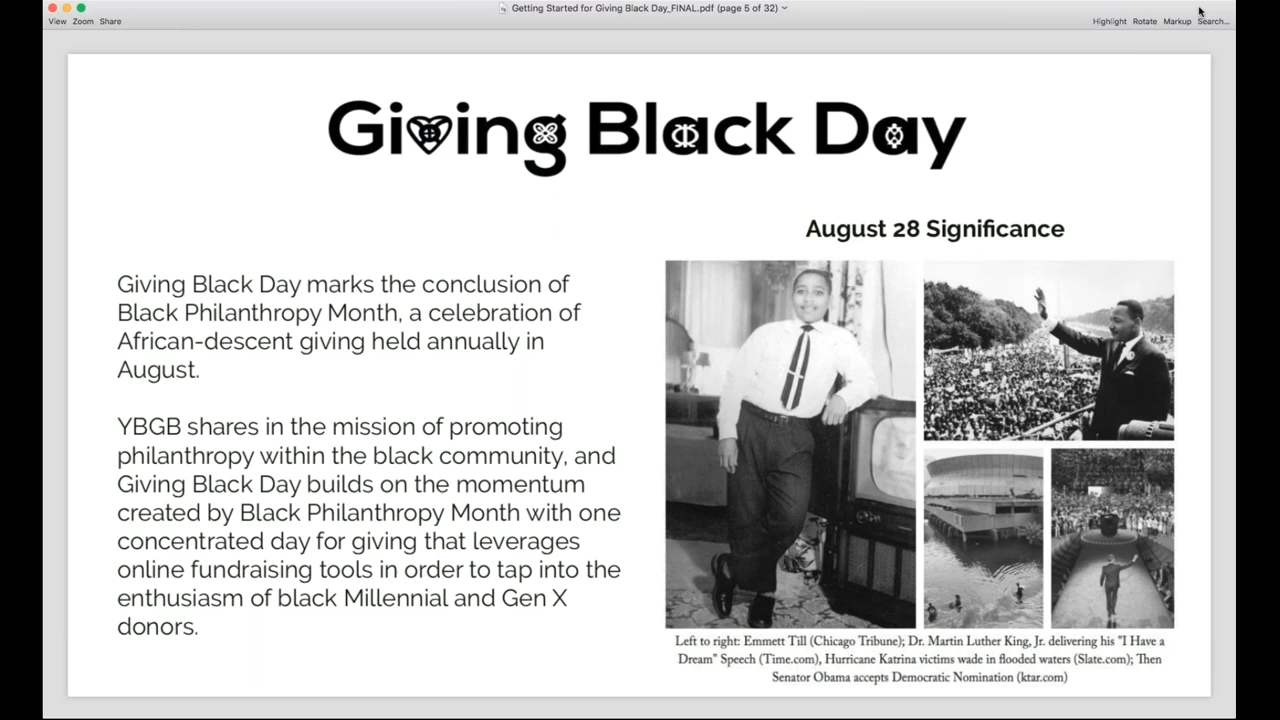 Getting Started for Giving Black Day_FINAL.pdf (page 5 of 32)
View Zoom Share
Highlight Rotate Markup Search...
Giving Black Day
August 28 Significance
Giving Black Day marks the conclusion of
Black Philanthropy Month, a celebration of
African-descent giving held annually in
August.
YBGB shares in the mission of promoting
philanthropy within the black community, and
Giving Black Day builds on the momentum
created by Black Philanthropy Month with one
concentrated day for giving that leverages
online fundraising tools in order to tap into the
enthusiasm of black Millennial and Gen X
donors.
Left to right: Emmett Till (Chicago Tribune); Dr. Martin Luther King, Jr. delivering his "I Have a
Dream" Speech (Time.com), Hurricane Katrina victims wade in flooded waters (Slate.com); Then
Senator Obama accepts Democratic Nomination (ktar.com)